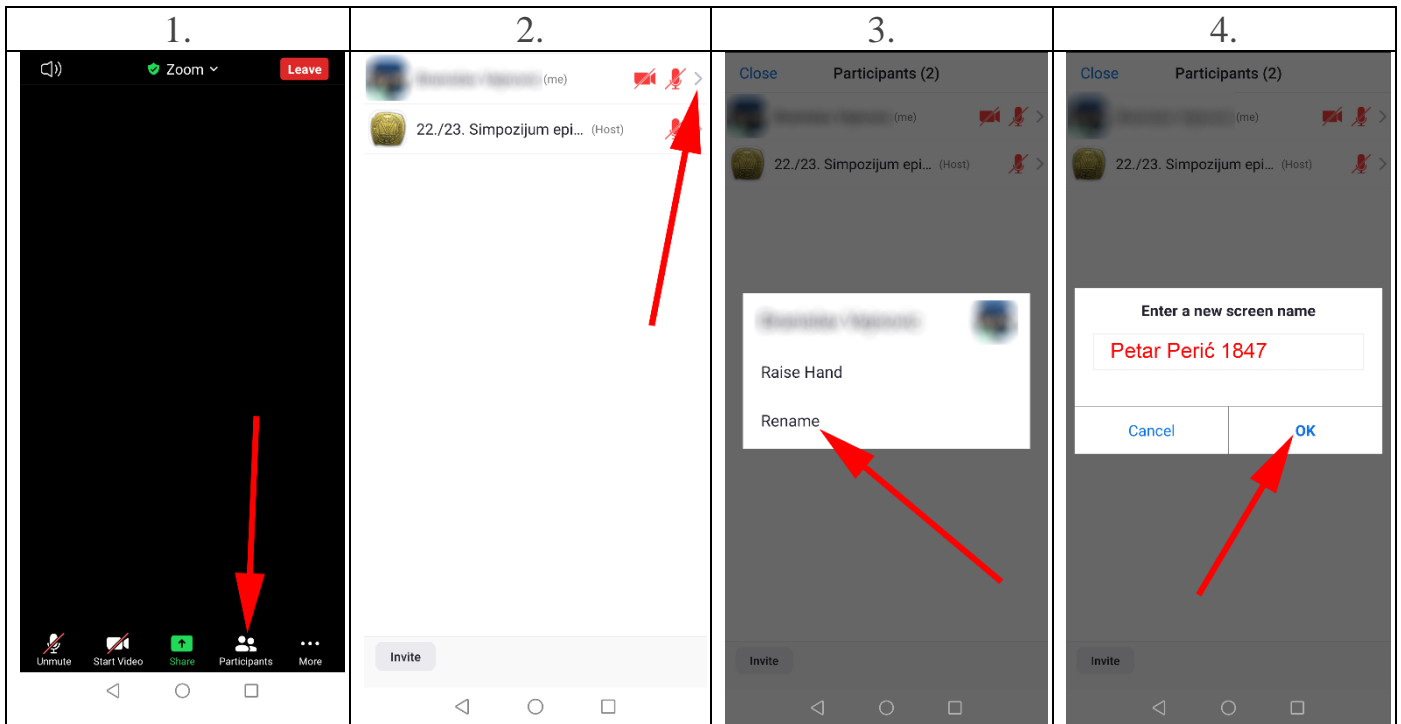 1.
2.
3.
4.
Zoom
Leave
Unmute
Start Video
Share
Participants
More
(me)
22./23. Simpozijum epi... (Host)
Invite
Close
Participants (2)
(me)
22./23. Simpozijum epi... (Host)
Raise Hand
Rename
Invite
Close
Participants (2)
(me)
22./23. Simpozijum epi... (Host)
Enter a new screen name
Petar Perić 1847
Cancel
OK
Invite